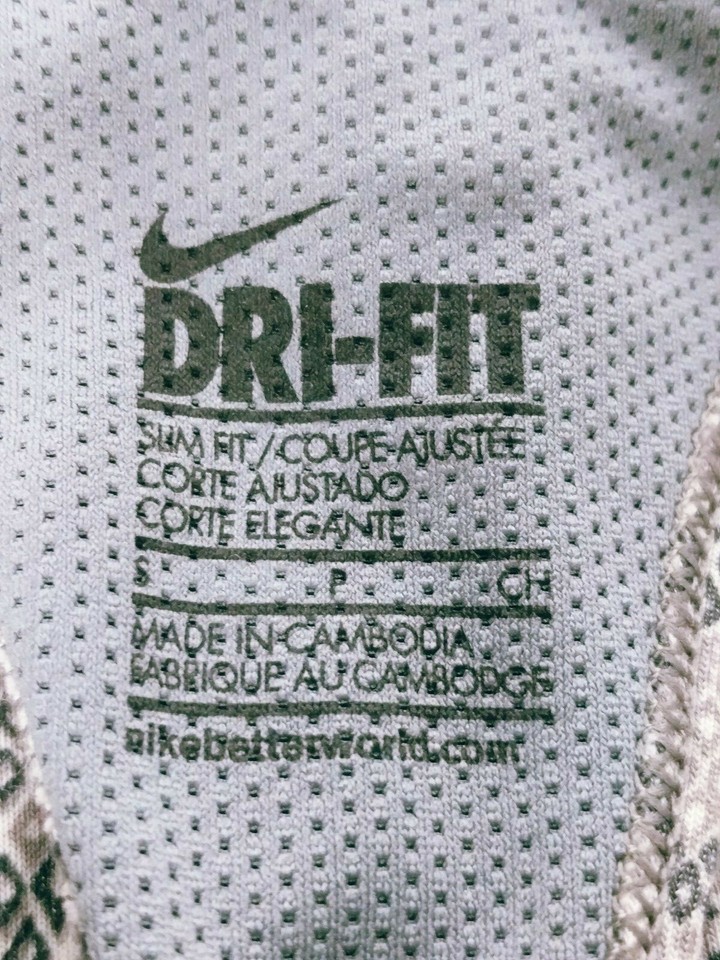 DRI-FIT
SLIM FIT / COUPE AJUSTÉE
CORTE AJUSTADO
CORTE ELEGANTE
S P CH
MADE IN CAMBODIA
FABRIQUE AU CAMBODGE
nikebetterworld.com